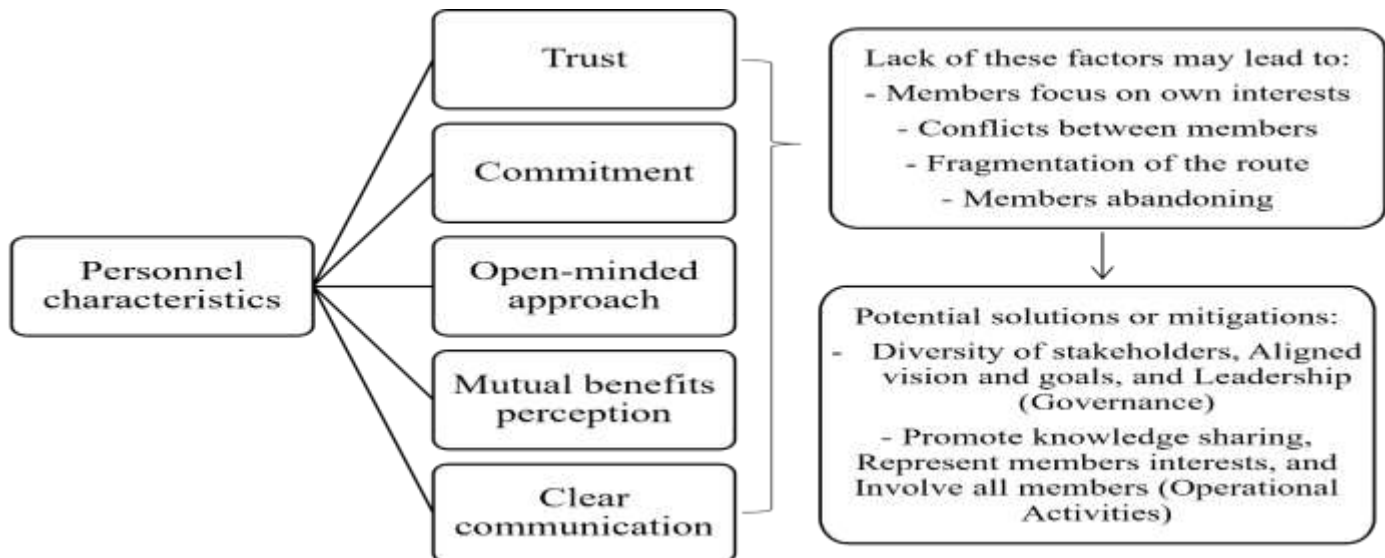 Personnel
characteristics
Trust
Commitment
Open-minded
approach
Mutual benefits
perception
Clear
communication
Lack of these factors may lead to:
- Members focus on own interests
- Conflicts between members
- Fragmentation of the route
- Members abandoning
Potential solutions or mitigations:
- Diversity of stakeholders, Aligned
vision and goals, and Leadership
(Governance)
- Promote knowledge sharing,
Represent members interests, and
Involve all members (Operational
Activities)